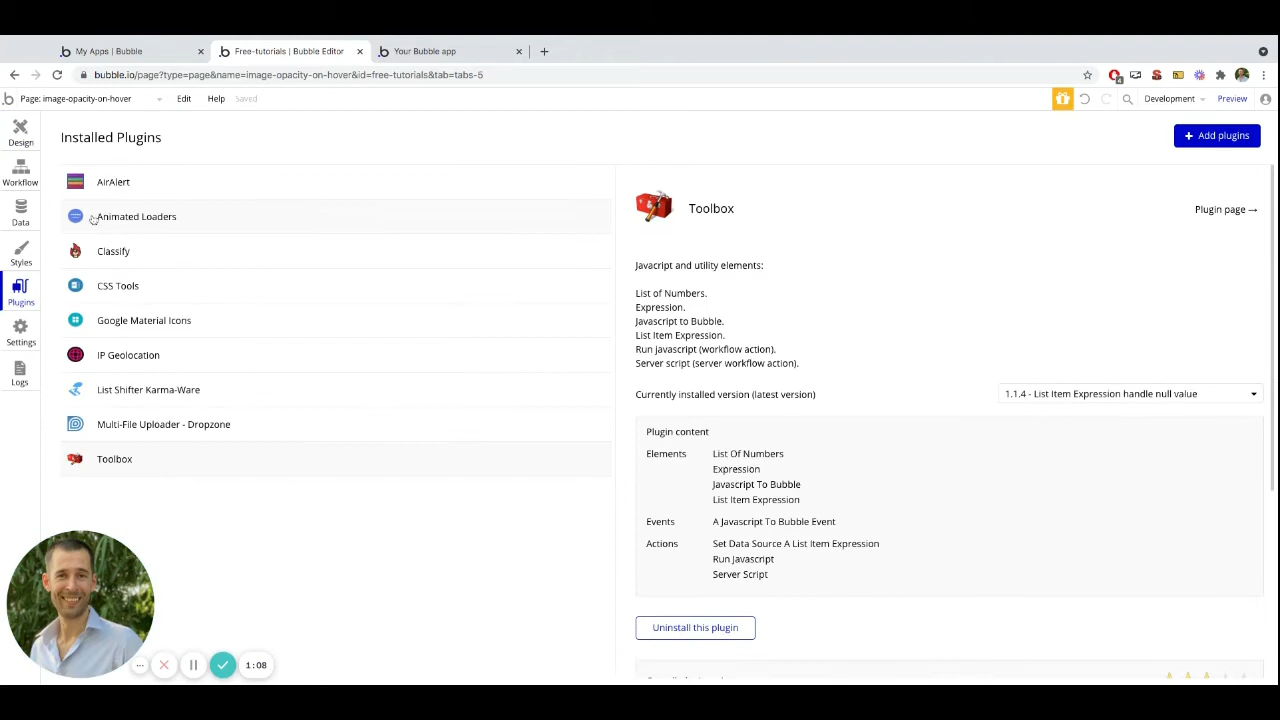 My Apps | Bubble
Free-tutorials | Bubble Editor
Your Bubble app
bubble.io/page?type=page&name=image-opacity-on-hover&id=free-tutorials&tab=tabs-5
Page: image-opacity-on-hover
Edit
Help
Saved
Development
Preview
Design
Workflow
Data
Styles
Plugins
Settings
Logs
Installed Plugins
+ Add plugins
AirAlert
Animated Loaders
Classify
CSS Tools
Google Material Icons
IP Geolocation
List Shifter Karma-Ware
Multi-File Uploader - Dropzone
Toolbox
Toolbox
Plugin page →
Javacript and utility elements:
List of Numbers.
Expression.
Javascript to Bubble.
List Item Expression.
Run javascript (workflow action).
Server script (server workflow action).
Currently installed version (latest version)
1.1.4 - List Item Expression handle null value
Plugin content
Elements
List Of Numbers
Expression
Javascript To Bubble
List Item Expression
Events
A Javascript To Bubble Event
Actions
Set Data Source A List Item Expression
Run Javascript
Server Script
Uninstall this plugin
1:08